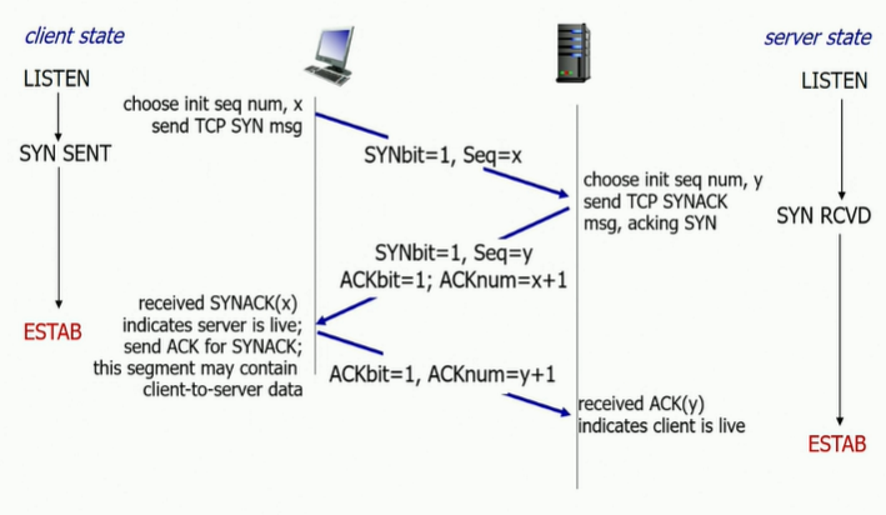 client state
server state
LISTEN
LISTEN
choose init seq num, x
send TCP SYN msg
SYN SENT
SYNbit=1, Seq=x
choose init seq num, y
send TCP SYNACK
msg, acking SYN
SYN RCVD
SYNbit=1, Seq=y
ACKbit=1; ACKnum=x+1
received SYNACK(x)
indicates server is live;
send ACK for SYNACK;
this segment may contain
client-to-server data
ESTAB
ACKbit=1, ACKnum=y+1
received ACK(y)
indicates client is live
ESTAB